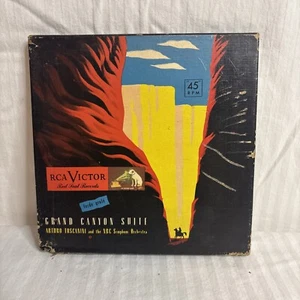 45
RPM
RCA VICTOR
Red Seal Records
GRAND CANYON SUITE
ARTURO TOSCANINI and the NBC Symphony Orchestra